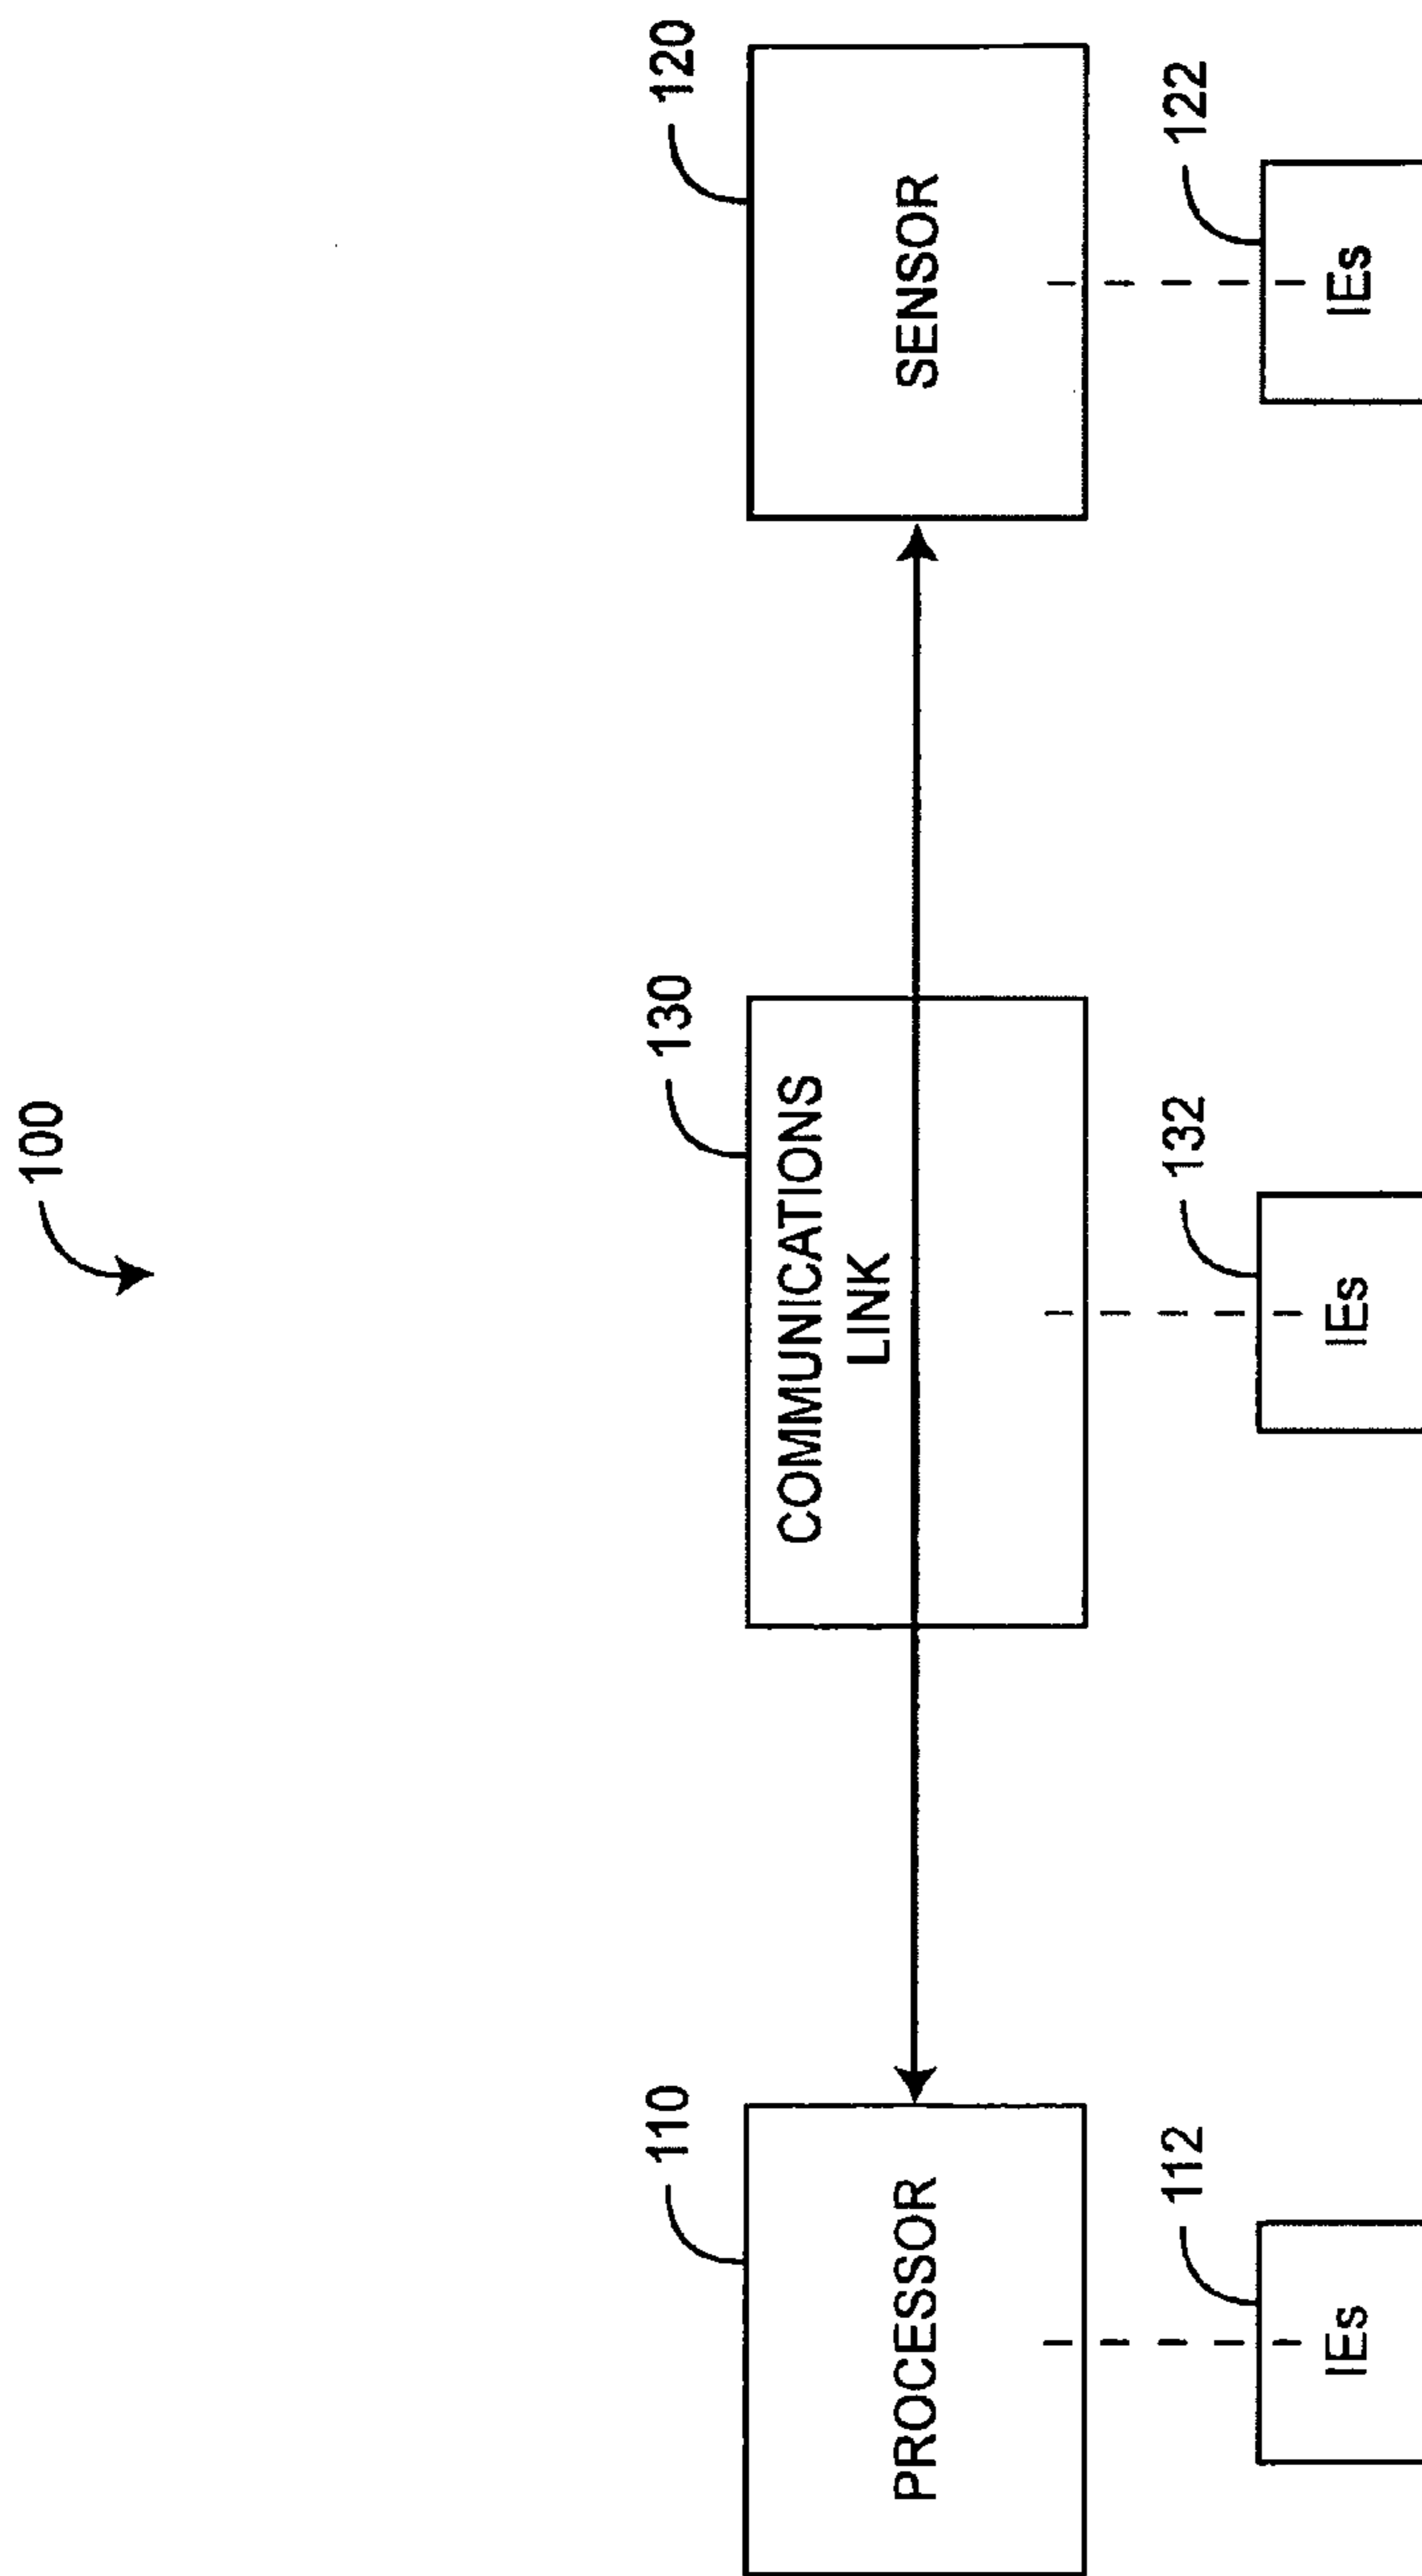 100
110
130
120
PROCESSOR
COMMUNICATIONS
LINK
SENSOR
112
132
122
IEs
IEs
IEs